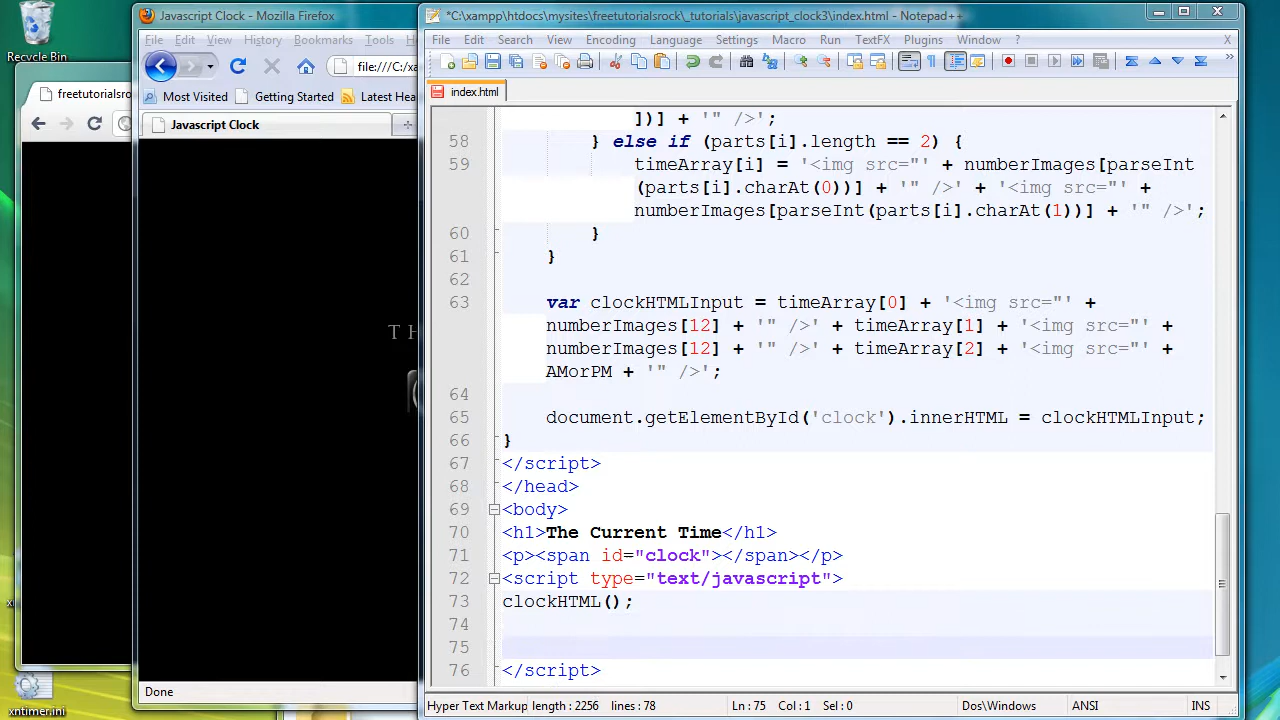 Recycle Bin
Javascript Clock - Mozilla Firefox
*C:\xampp\htdocs\mysites\freetutorialsrock\_tutorials\javascript_clock3\index.html - Notepad++
File Edit View History Bookmarks Tools
File Edit Search View Encoding Language Settings Macro Run TextFX Plugins Window ? X
file:///C:/xa
freetutorialsro
Most Visited Getting Started Latest Hea
index.html
Javascript Clock
])] + '" />';
58 } else if (parts[i].length == 2) {
59 timeArray[i] = '<img src="' + numberImages[parseInt
(parts[i].charAt(0))] + '" />' + '<img src="' +
numberImages[parseInt(parts[i].charAt(1))] + '" />';
60 }
61 }
62
63 var clockHTMLInput = timeArray[0] + '<img src="' +
numberImages[12] + '" />' + timeArray[1] + '<img src="' +
numberImages[12] + '" />' + timeArray[2] + '<img src="' +
AMorPM + '" />';
64
65 document.getElementById('clock').innerHTML = clockHTMLInput;
66 }
67 </script>
68 </head>
69 <body>
70 <h1>The Current Time</h1>
71 <p><span id="clock"></span></p>
72 <script type="text/javascript">
73 clockHTML();
74
75
76 </script>
T H
Done
xntimer.ini
Hyper Text Markup length : 2256 lines : 78 Ln : 75 Col : 1 Sel : 0 Dos\Windows ANSI INS